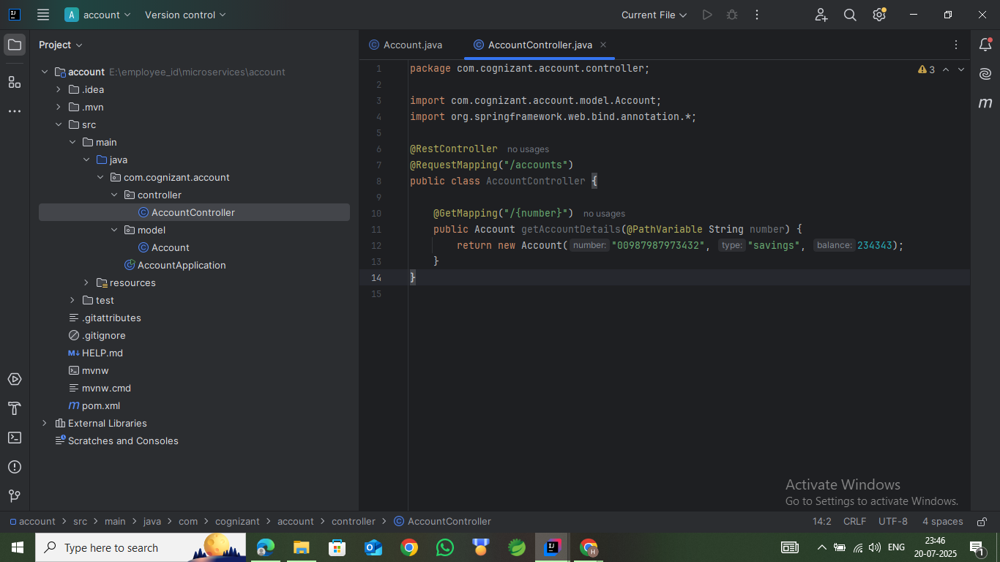 A account Version control Current File
Project
Account.java AccountController.java
account E:\employee_id\microservices\account
.idea
.mvn
src
main
java
com.cognizant.account
controller
AccountController
model
Account
AccountApplication
resources
test
.gitattributes
.gitignore
M↓ HELP.md
mvnw
mvnw.cmd
m pom.xml
External Libraries
Scratches and Consoles
3
1 package com.cognizant.account.controller;
2
3 import com.cognizant.account.model.Account;
4 import org.springframework.web.bind.annotation.*;
5
6 @RestController no usages
7 @RequestMapping("/accounts")
8 public class AccountController {
9
10 @GetMapping("/{number}") no usages
11 public Account getAccountDetails(@PathVariable String number) {
12 return new Account( number: "00987987973432", type: "savings", balance: 234343);
13 }
14 }
15
m
Activate Windows
Go to Settings to activate Windows.
account > src > main > java > com > cognizant > account > controller > AccountController 14:2 CRLF UTF-8 4 spaces
Type here to search
ENG
23:46
20-07-2025
1